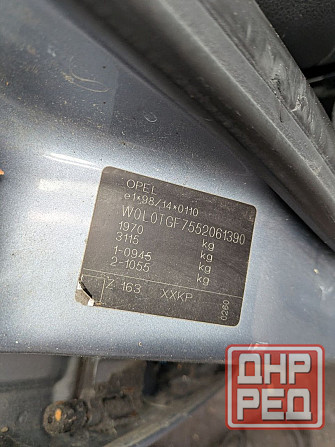 OPEL
e1*98/14*0110
W0L0TGF7552061390
1970 kg
3115 kg
1-0945 kg
2-1055 kg
Z 163 XXKP
0260
ДНР
РЕД